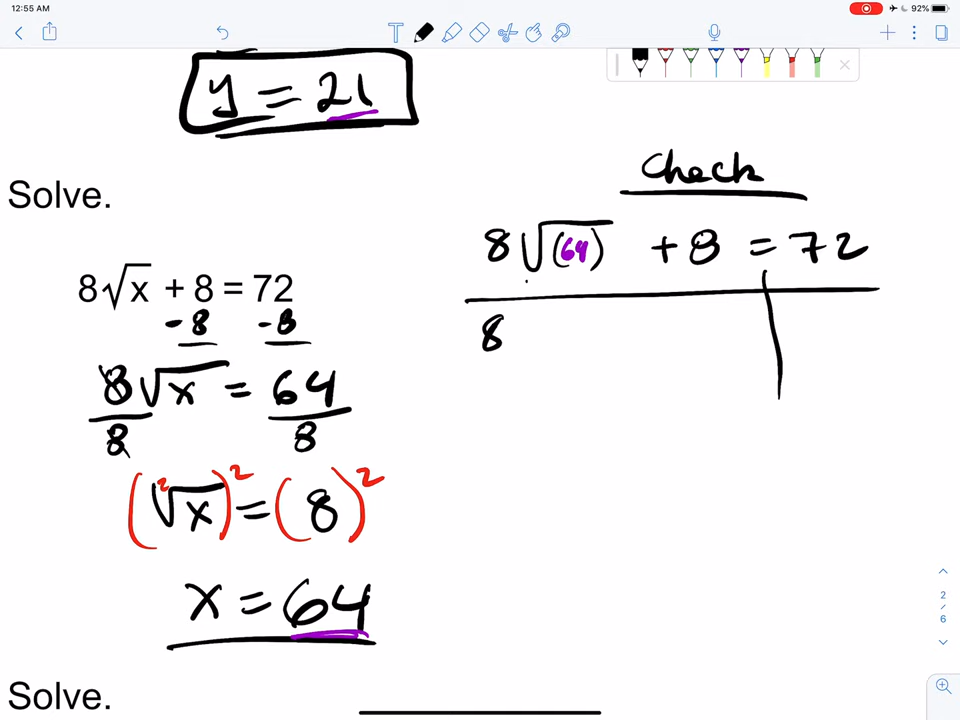 12:55 AM
92%
T
y = 21
Solve.
8√x + 8 = 72
-8 -8
8√x = 64
8 8
(²√x)² = (8)²
x = 64
Check
8√(64) + 8 = 72
8
2
/
6
Solve.